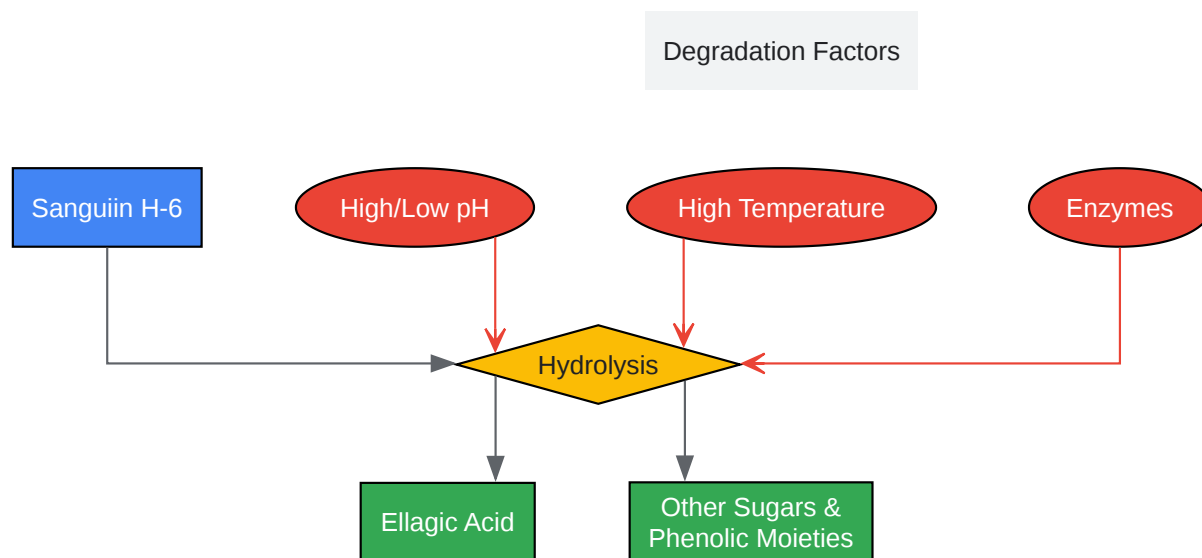 Degradation Factors
Sanguiin H-6
High/Low pH
High Temperature
Enzymes
Hydrolysis
Ellagic Acid
Other Sugars &
Phenolic Moieties